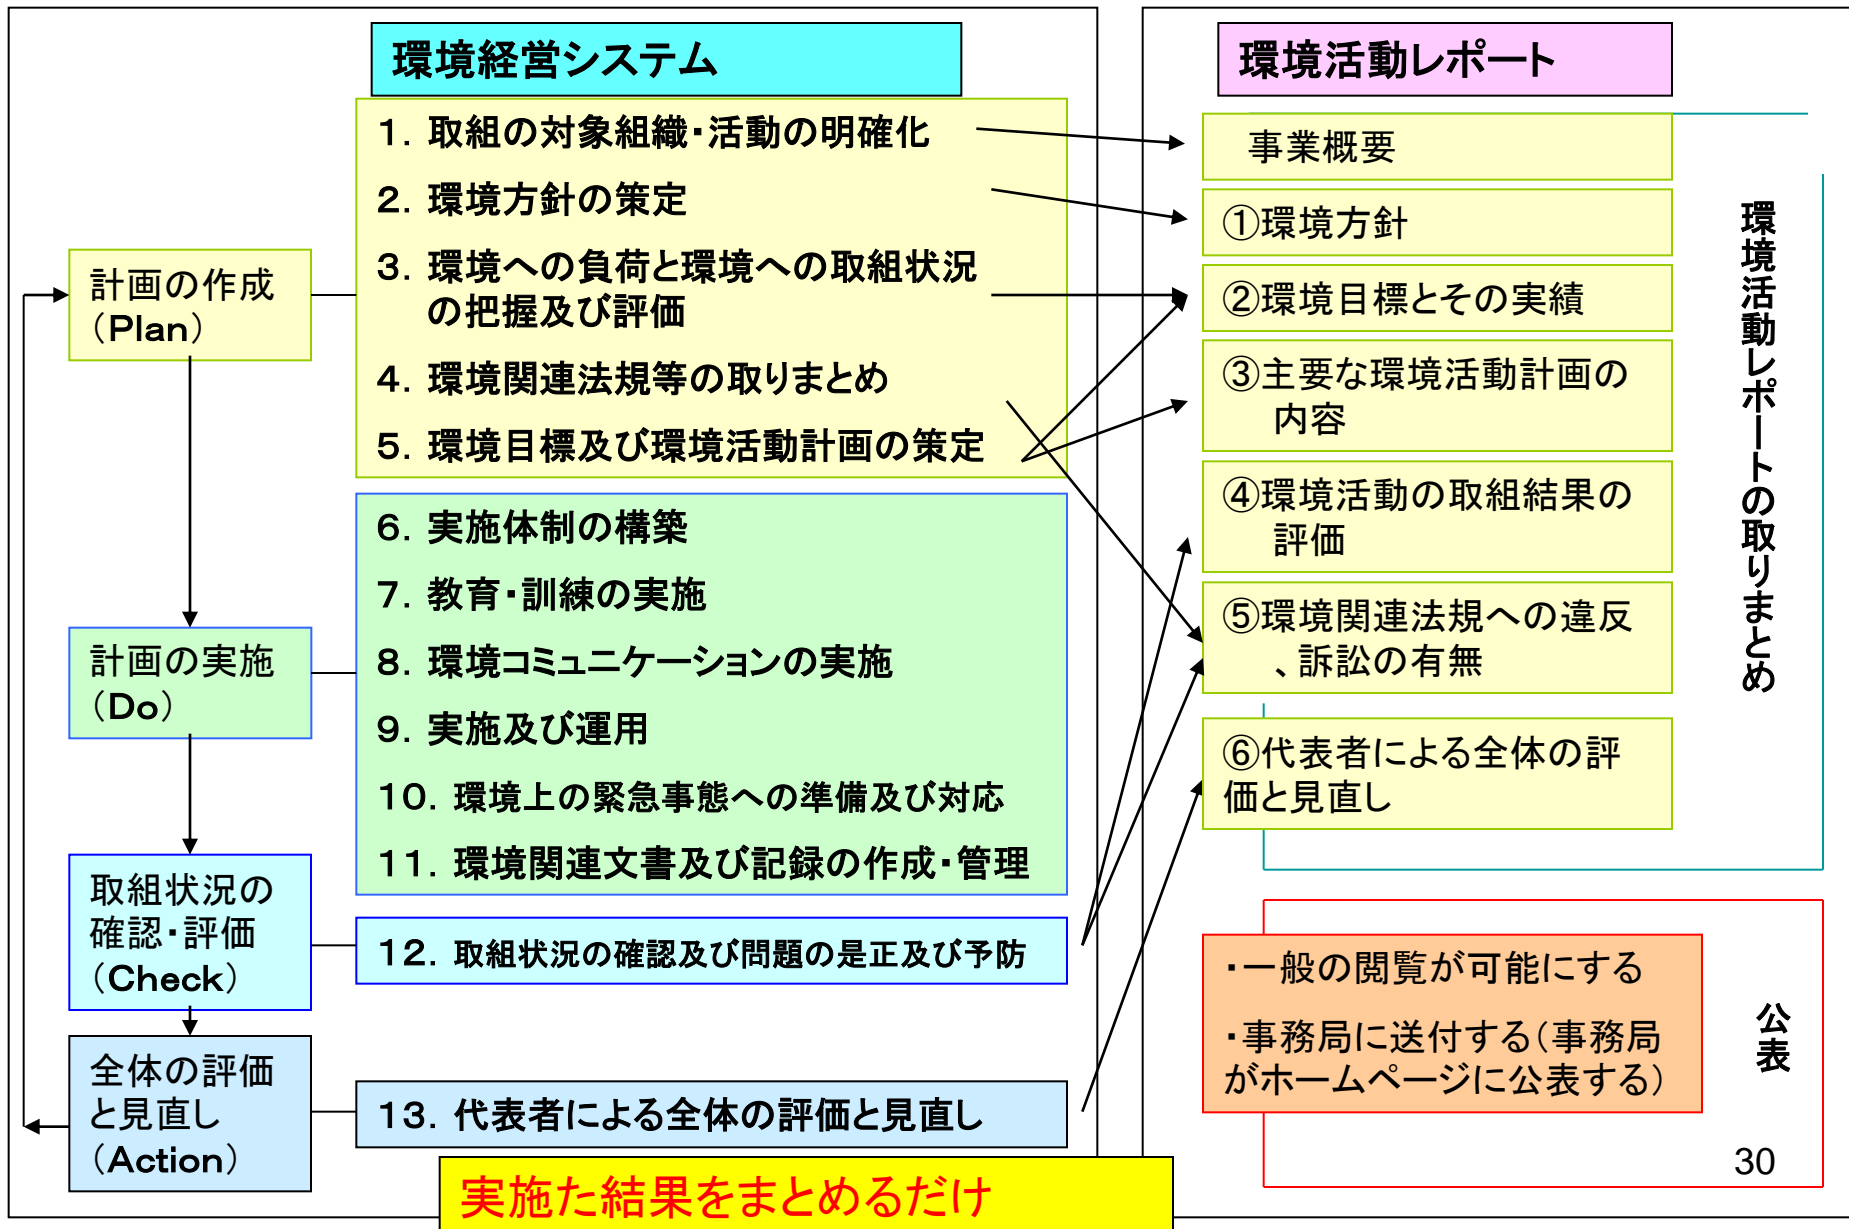 環境経営システム
1．取組の対象組織・活動の明確化
2．環境方針の策定
3．環境への負荷と環境への取組状況
の把握及び評価
4．環境関連法規等の取りまとめ
5．環境目標及び環境活動計画の策定
6．実施体制の構築
7．教育・訓練の実施
8．環境コミュニケーションの実施
9．実施及び運用
10．環境上の緊急事態への準備及び対応
11．環境関連文書及び記録の作成・管理
12．取組状況の確認及び問題の是正及び予防
13．代表者による全体の評価と見直し
計画の作成
（Plan）
計画の実施
（Do）
取組状況の
確認・評価
（Check）
全体の評価
と見直し
（Action）
環境活動レポート
事業概要
①環境方針
②環境目標とその実績
③主要な環境活動計画の
内容
④環境活動の取組結果の
評価
⑤環境関連法規への違反
、訴訟の有無
⑥代表者による全体の評
価と見直し
環境活動レポートの取りまとめ
・一般の閲覧が可能にする
・事務局に送付する（事務局
がホームページに公表する）
公表
30
実施た結果をまとめるだけ